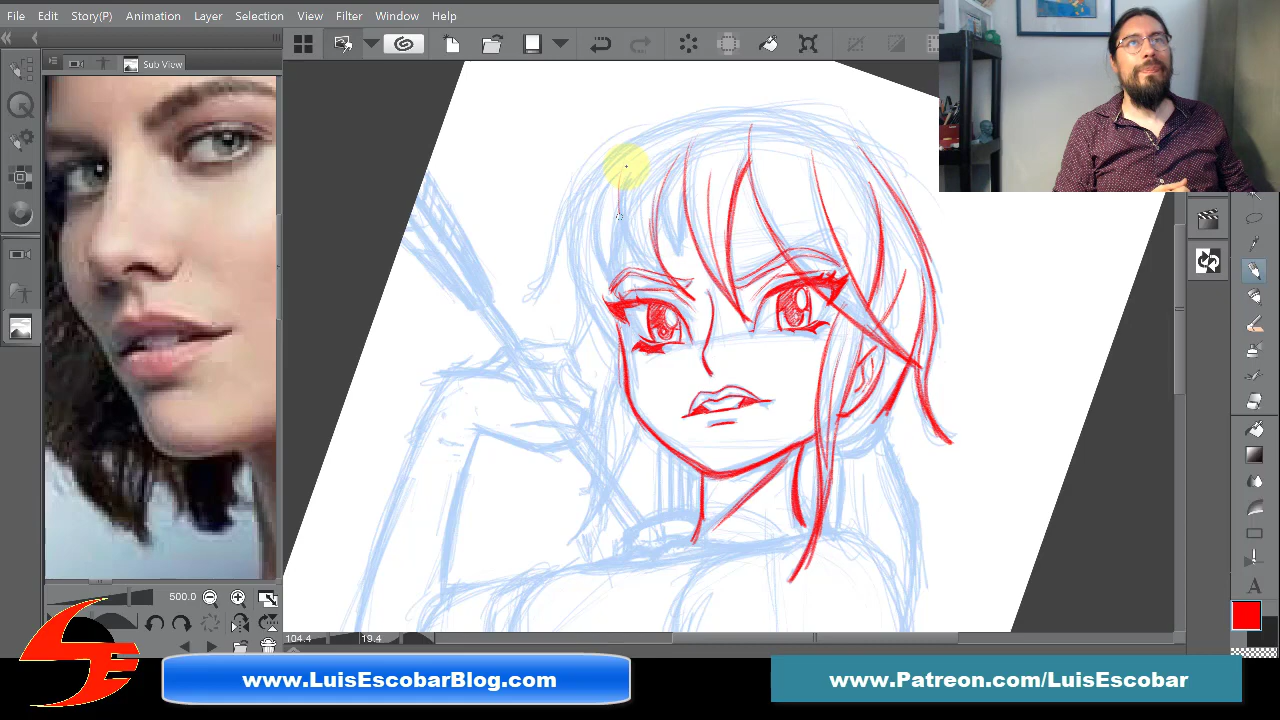 File Edit Story(P) Animation Layer Selection View Filter Window Help
Sub View
500.0
104.4 19.4
www.LuisEscobarBlog.com
www.Patreon.com/LuisEscobar